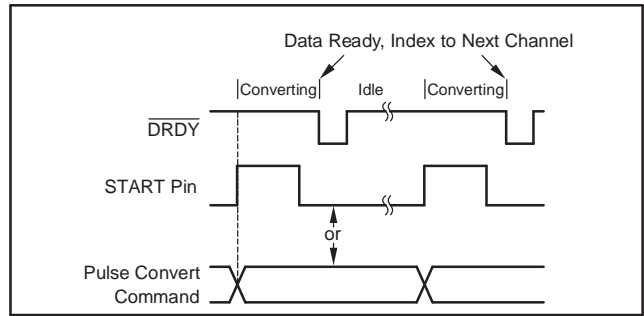 Data Ready, Index to Next Channel
Converting Idle Converting
DRDY
START Pin
or
Pulse Convert
Command